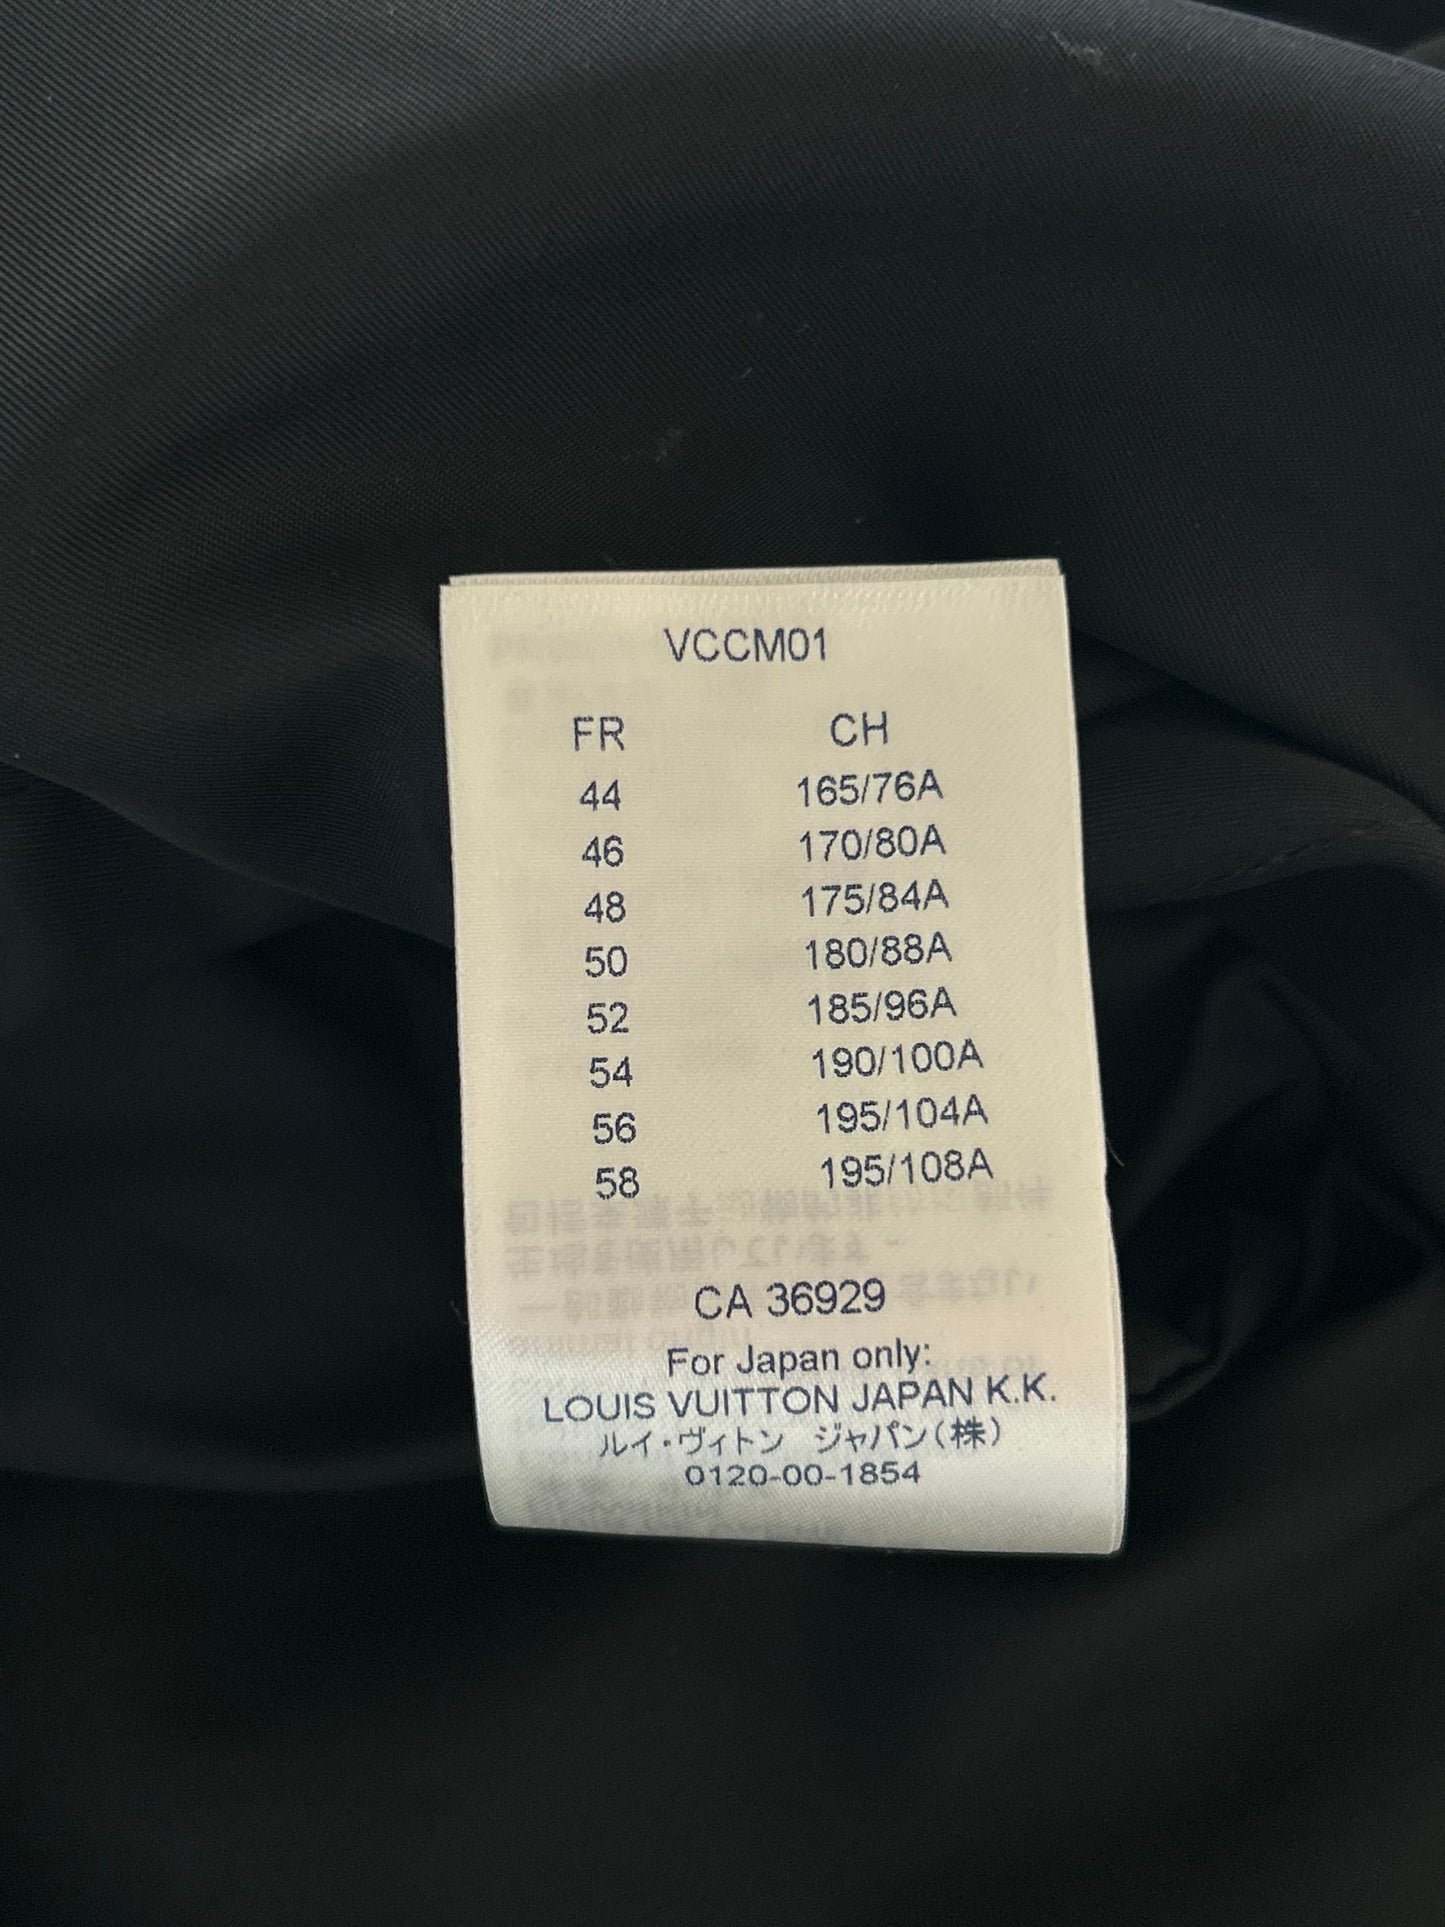 VCCM01
FR CH
44 165/76A
46 170/80A
48 175/84A
50 180/88A
52 185/96A
54 190/100A
56 195/104A
58 195/108A
CA 36929
For Japan only:
LOUIS VUITTON JAPAN K.K.
ルイ・ヴィトン ジャパン(株)
0120-00-1854